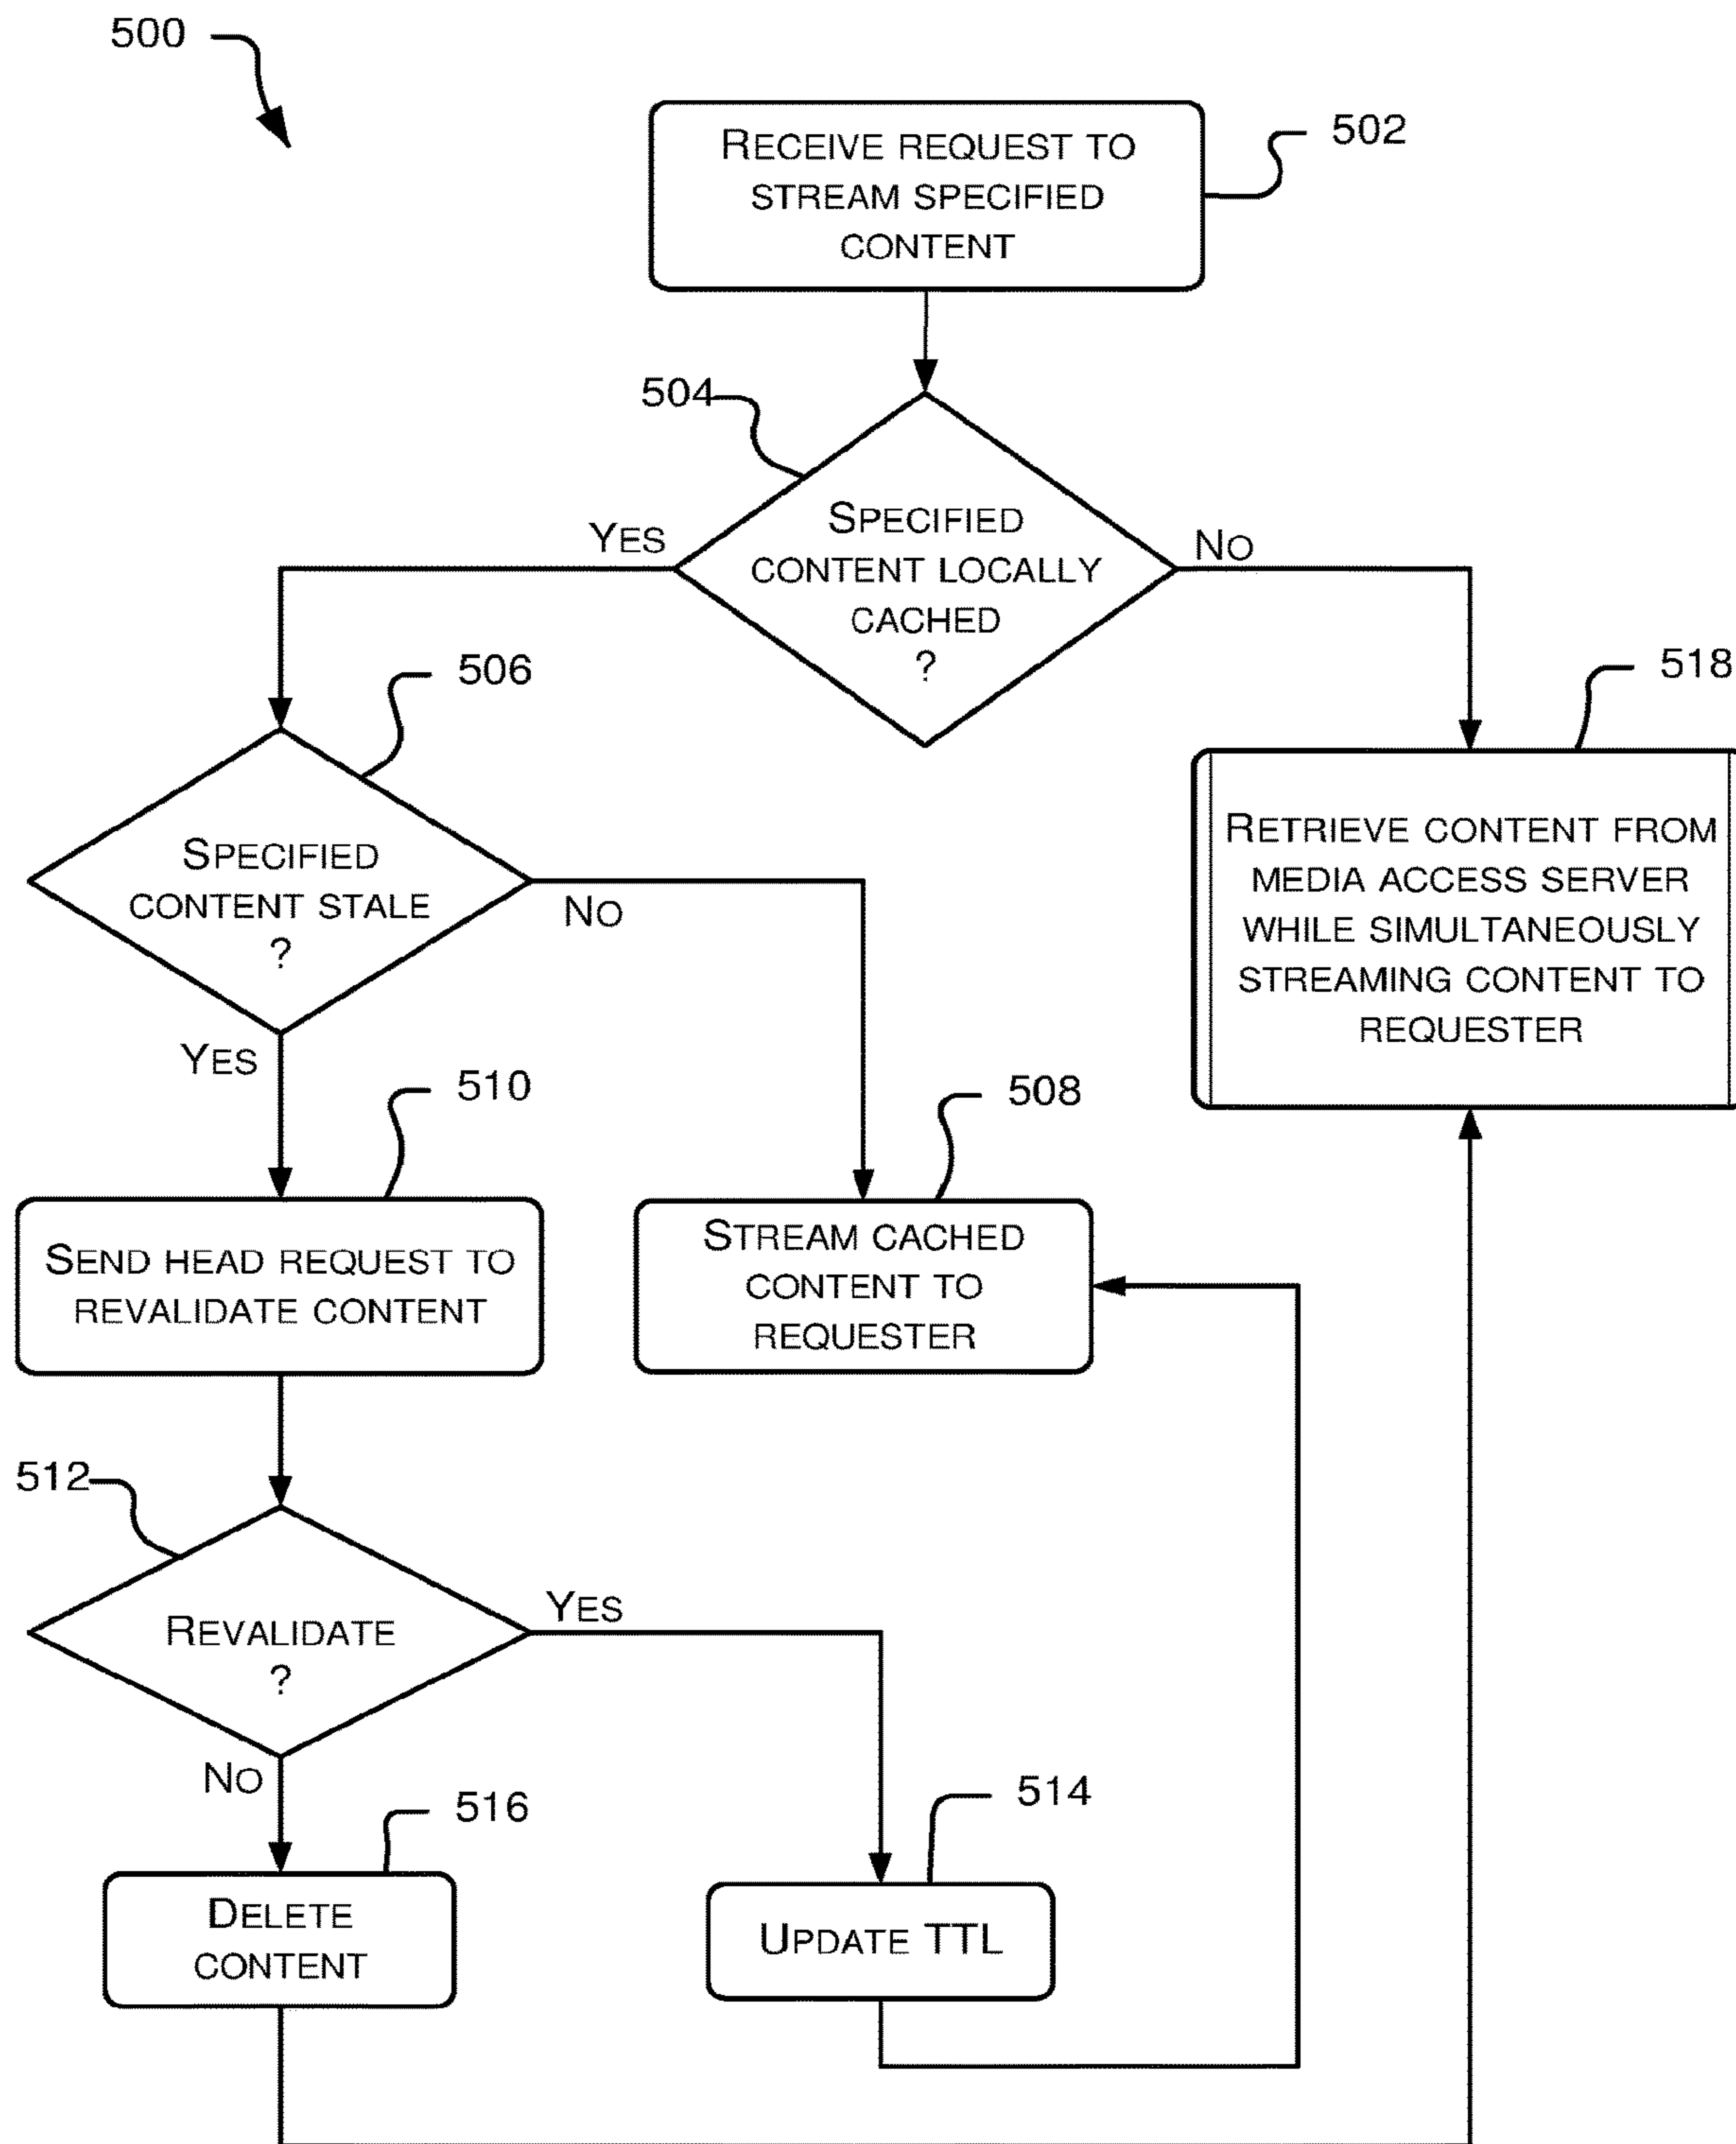 500
RECEIVE REQUEST TO
STREAM SPECIFIED
CONTENT
502
504
SPECIFIED
CONTENT LOCALLY
CACHED
?
YES
NO
506
518
SPECIFIED
CONTENT STALE
?
NO
YES
RETRIEVE CONTENT FROM
MEDIA ACCESS SERVER
WHILE SIMULTANEOUSLY
STREAMING CONTENT TO
REQUESTER
510
508
SEND HEAD REQUEST TO
REVALIDATE CONTENT
STREAM CACHED
CONTENT TO
REQUESTER
512
REVALIDATE
?
YES
NO
516
514
DELETE
CONTENT
UPDATE TTL